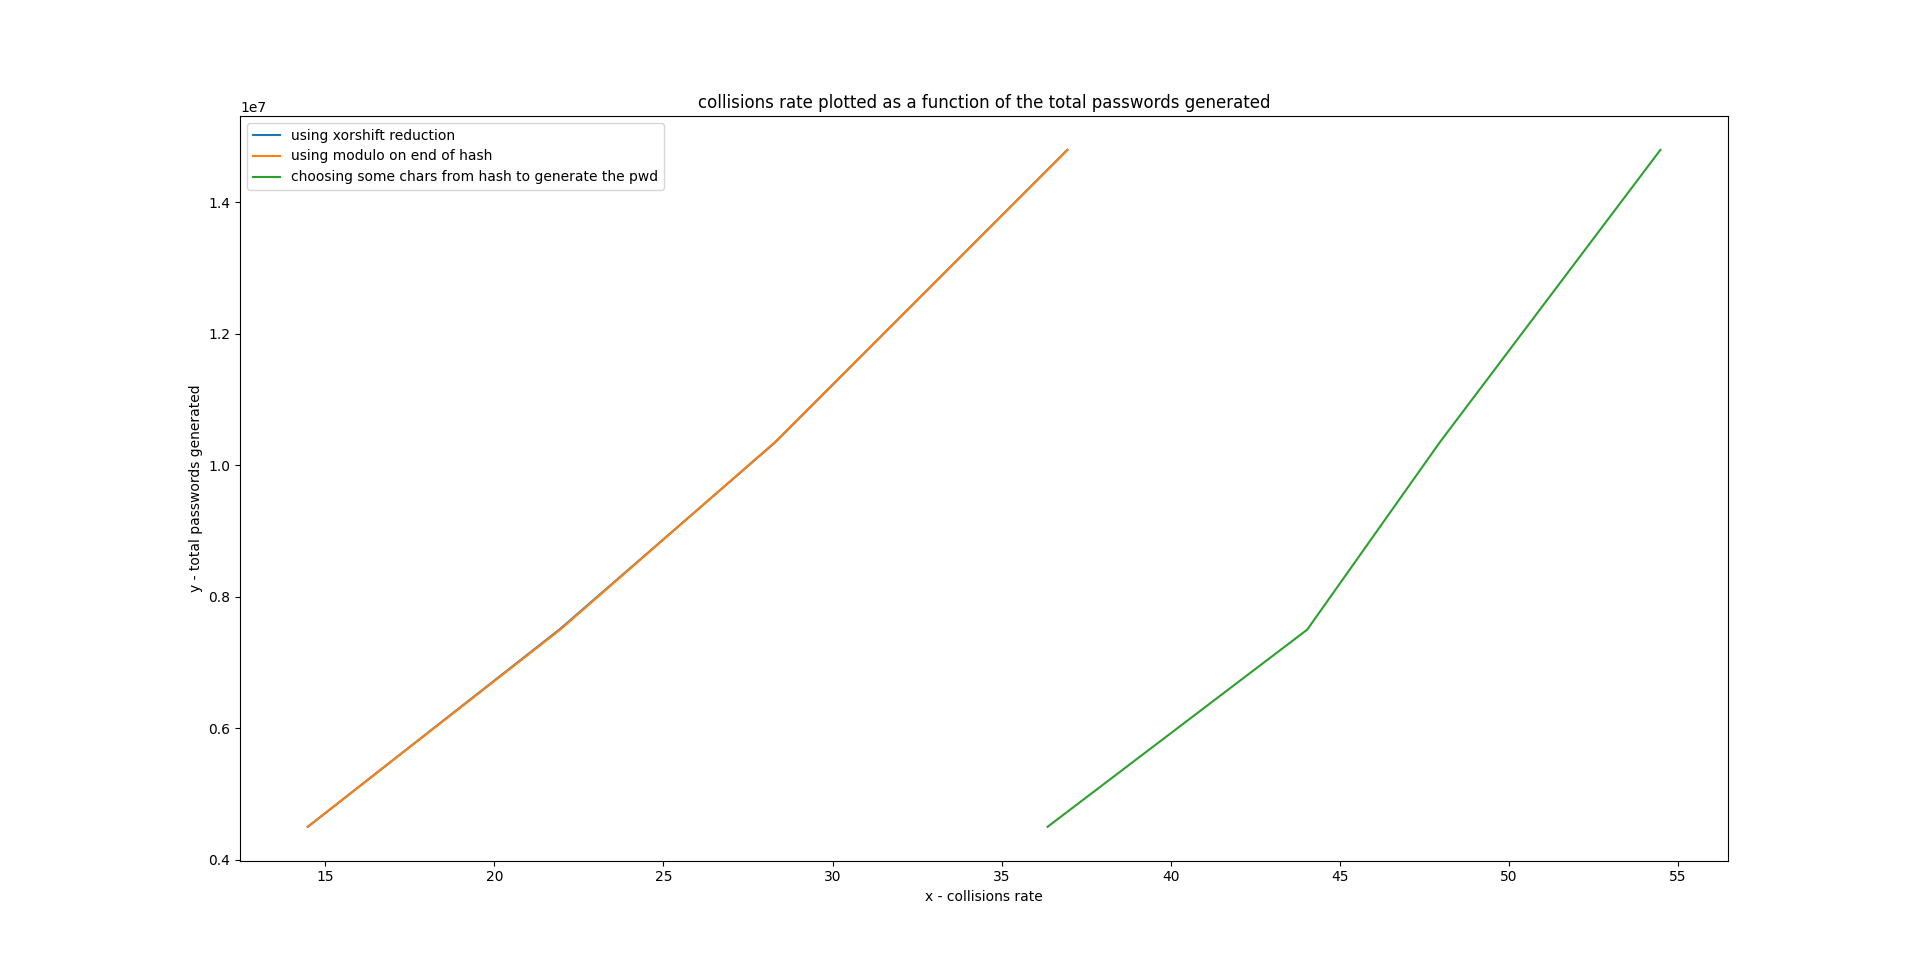 collisions rate plotted as a function of the total passwords generated
1e7
using xorshift reduction
using modulo on end of hash
choosing some chars from hash to generate the pwd
1.4
1.2
1.0
0.8
0.6
0.4
y - total passwords generated
15 20 25 30 35 40 45 50 55
x - collisions rate